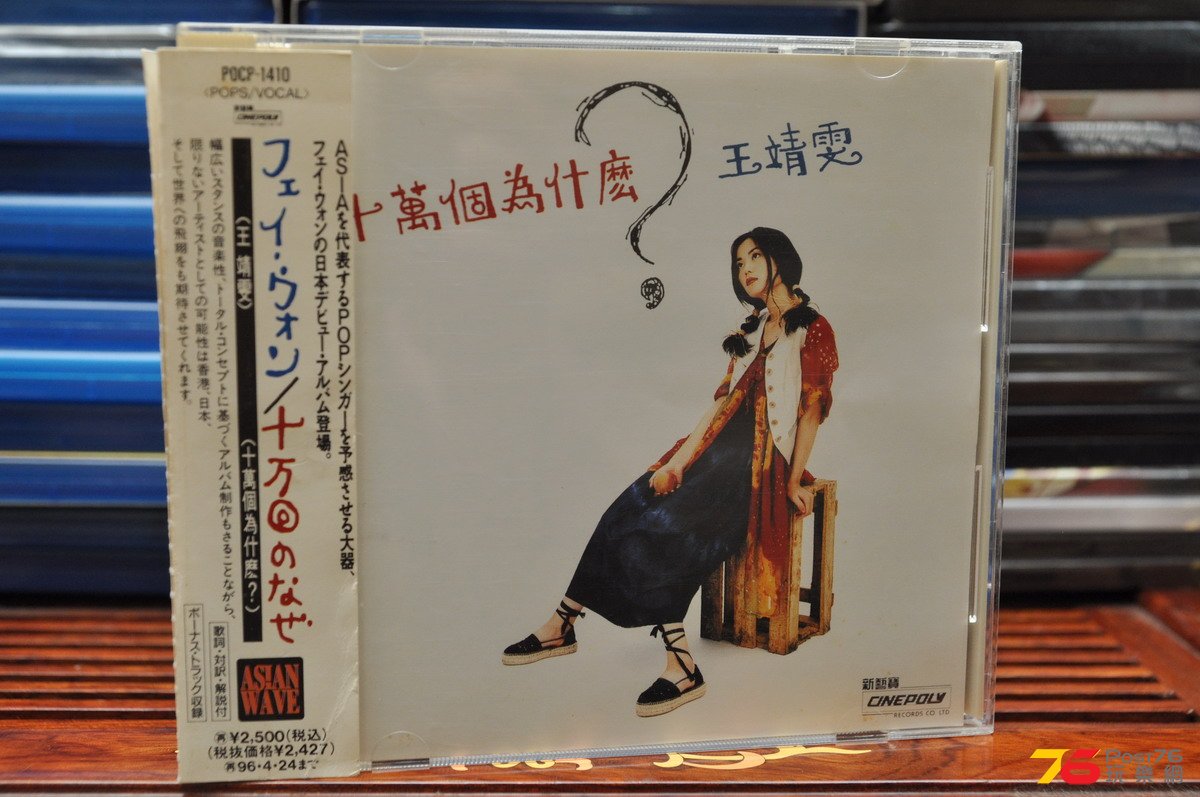 POCP-1410
〈POPS/VOCAL〉
CINEPOLY
ASIAを代表するPOPシンガーを予感させる大器、
フェイ・ウォンの日本デビュー・アルバム登場。
フェイ・ウォン/十万回のなぜ
(王靖雯)
(十萬個為什麼?)
幅広いスタンスの音楽性、トータル・コンセプトに基づくアルバム制作もさることながら、
限りないアーティストとしての可能性は香港、日本、
そして世界への飛翔をも期待させてくれます。
歌詞・対訳・解説付
ボーナス・トラック収録
ASIAN
WAVE
再¥2,500(税込)
(税抜価格¥2,427)
再96・4・24まで
十萬個為什麼?
王靖雯
新藝寶
CINEPOLY
RECORDS CO LTD
76 Post76
玩樂網